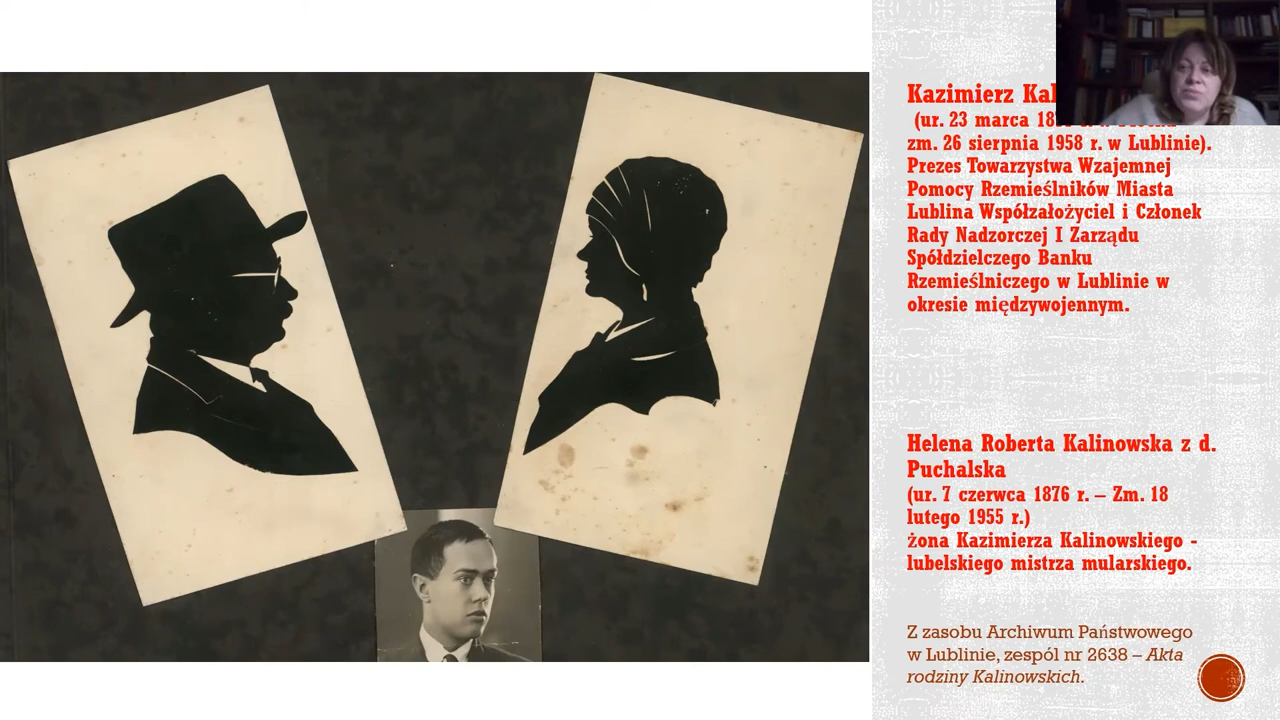 Kazimierz
(ur. 23 marca
zm. 26 sierpnia 1958 r. w Lublinie).
Prezes Towarzystwa Wzajemnej
Pomocy Rzemieślników Miasta
Lublina Współzałożyciel i Członek
Rady Nadzorczej I Zarządu
Spółdzielczego Banku
Rzemieślniczego w Lublinie w
okresie międzywojennym.
Helena Roberta Kalinowska z d.
Puchalska
(ur. 7 czerwca 1876 r. – Zm. 18
lutego 1955 r.)
żona Kazimierza Kalinowskiego -
lubelskiego mistrza mularskiego.
Z zasobu Archiwum Państwowego
w Lublinie, zespól nr 2638 – Akta
rodziny Kalinowskich.